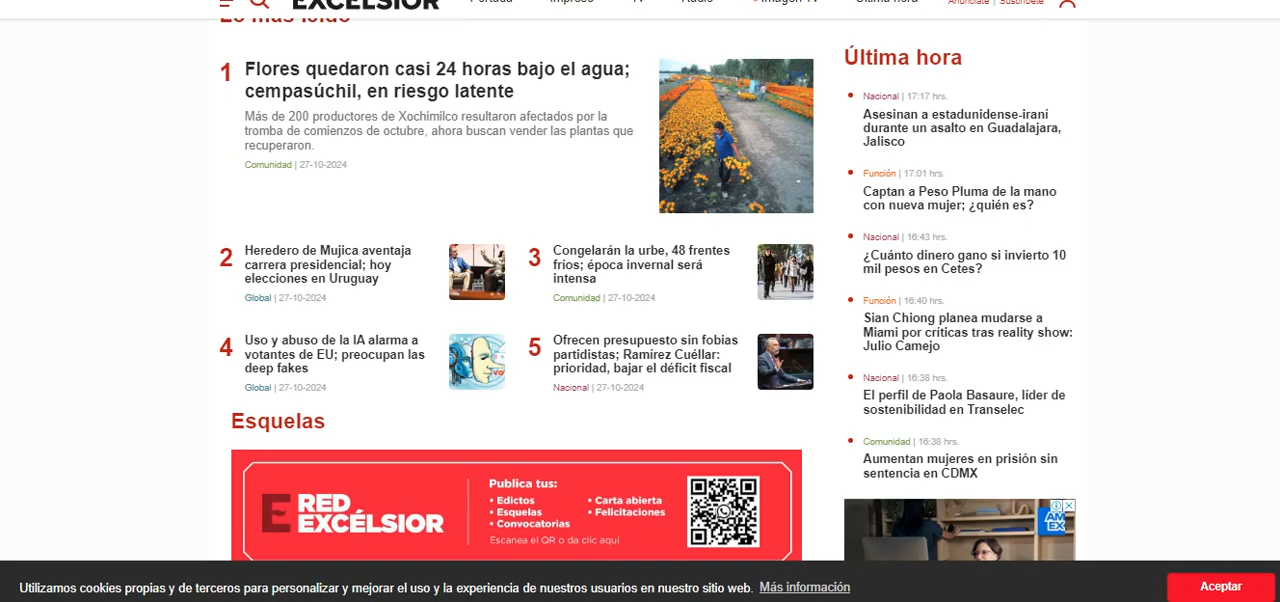 EXCELSIOR
Portada
Impreso
TV
Radio
Imagen TV
Última hora
Anúnciate | Suscríbete
Lo más leído
1
Flores quedaron casi 24 horas bajo el agua;
cempasúchil, en riesgo latente
Más de 200 productores de Xochimilco resultaron afectados por la
tromba de comienzos de octubre, ahora buscan vender las plantas que
recuperaron.
Comunidad | 27-10-2024
2
Heredero de Mujica aventaja
carrera presidencial; hoy
elecciones en Uruguay
Global | 27-10-2024
3
Congelarán la urbe, 48 frentes
fríos; época invernal será
intensa
Comunidad | 27-10-2024
4
Uso y abuso de la IA alarma a
votantes de EU; preocupan las
deep fakes
Global | 27-10-2024
5
Ofrecen presupuesto sin fobias
partidistas; Ramírez Cuéllar:
prioridad, bajar el déficit fiscal
Nacional | 27-10-2024
Esquelas
E RED
EXCÉLSIOR
Publica tus:
• Edictos
• Esquelas
• Convocatorias
• Carta abierta
• Felicitaciones
Escanea el QR o da clic aquí
Última hora
Nacional | 17:17 hrs.
Asesinan a estadunidense-iraní
durante un asalto en Guadalajara,
Jalisco
Función | 17:01 hrs.
Captan a Peso Pluma de la mano
con nueva mujer; ¿quién es?
Nacional | 16:43 hrs.
¿Cuánto dinero gano si invierto 10
mil pesos en Cetes?
Función | 16:40 hrs.
Sian Chiong planea mudarse a
Miami por críticas tras reality show:
Julio Camejo
Nacional | 16:38 hrs.
El perfil de Paola Basaure, líder de
sostenibilidad en Transelec
Comunidad | 16:38 hrs.
Aumentan mujeres en prisión sin
sentencia en CDMX
AM
EX
Utilizamos cookies propias y de terceros para personalizar y mejorar el uso y la experiencia de nuestros usuarios en nuestro sitio web. Más información
Aceptar